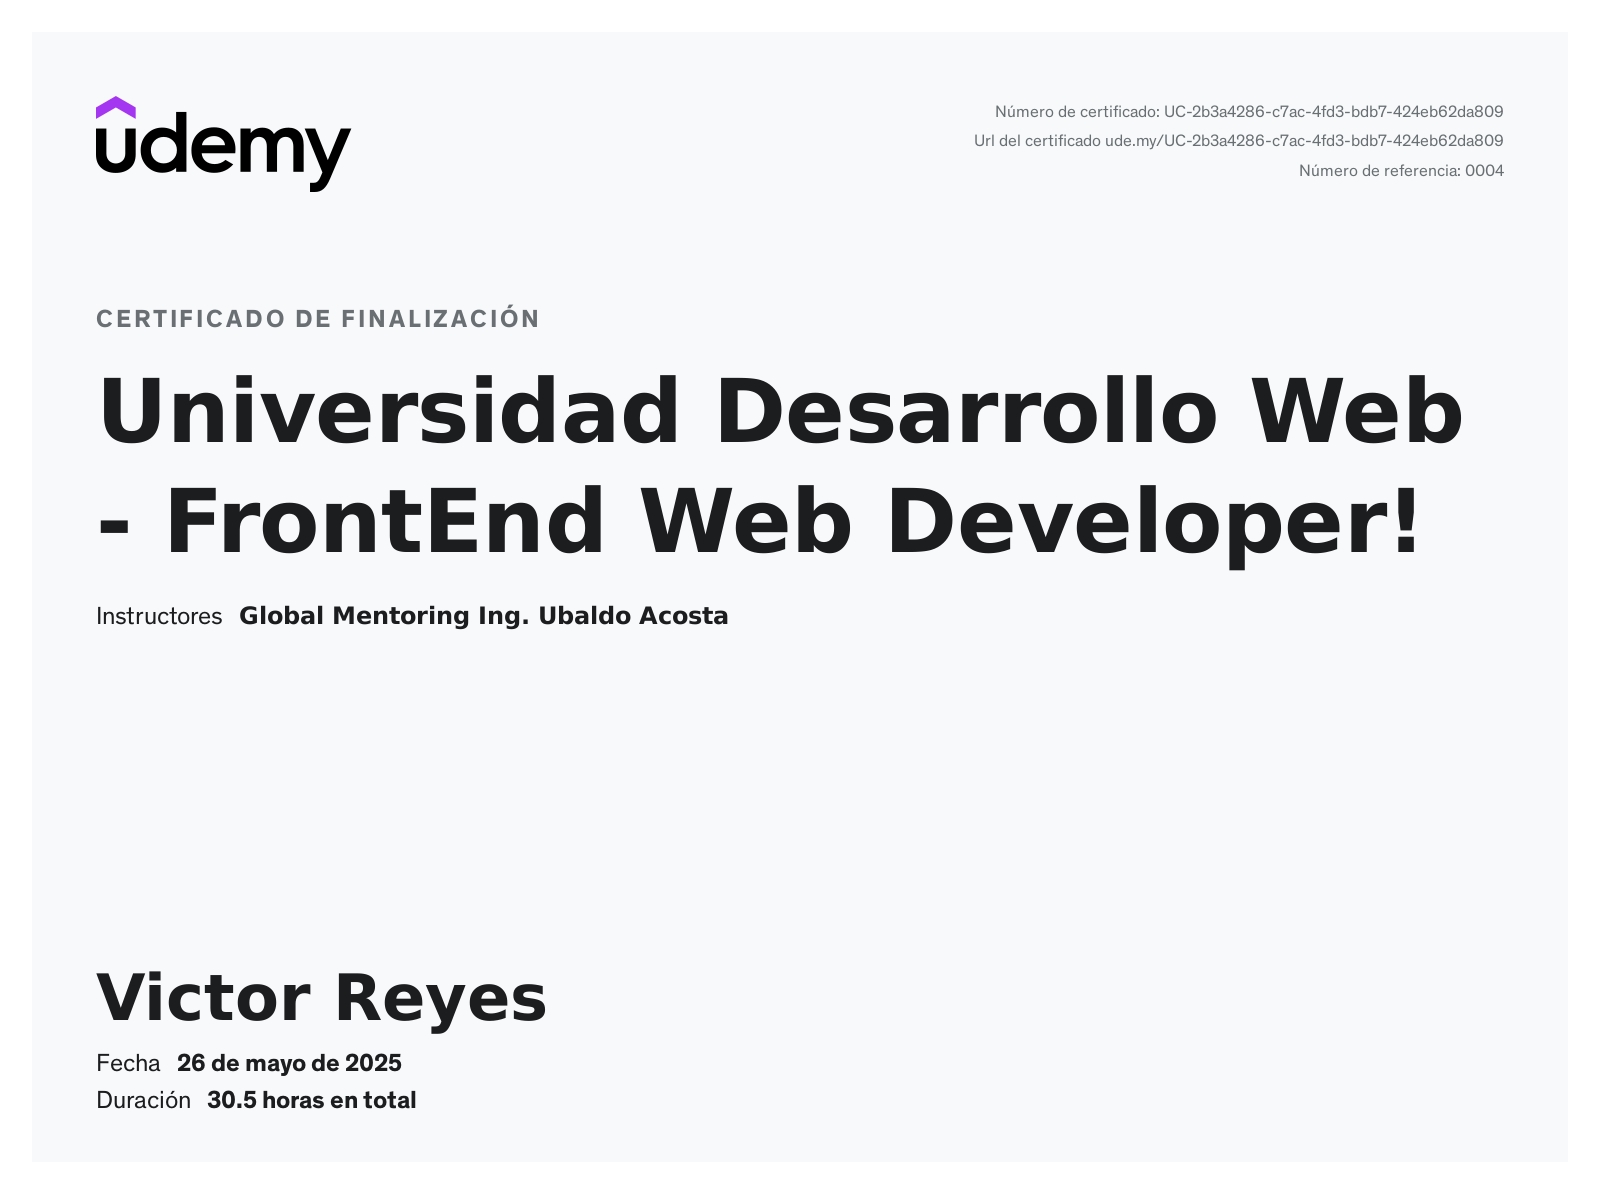 udemy
Número de certificado: UC-2b3a4286-c7ac-4fd3-bdb7-424eb62da809
Url del certificado ude.my/UC-2b3a4286-c7ac-4fd3-bdb7-424eb62da809
Número de referencia: 0004
CERTIFICADO DE FINALIZACIÓN
Universidad Desarrollo Web
- FrontEnd Web Developer!
Instructores Global Mentoring Ing. Ubaldo Acosta
Victor Reyes
Fecha 26 de mayo de 2025
Duración 30.5 horas en total